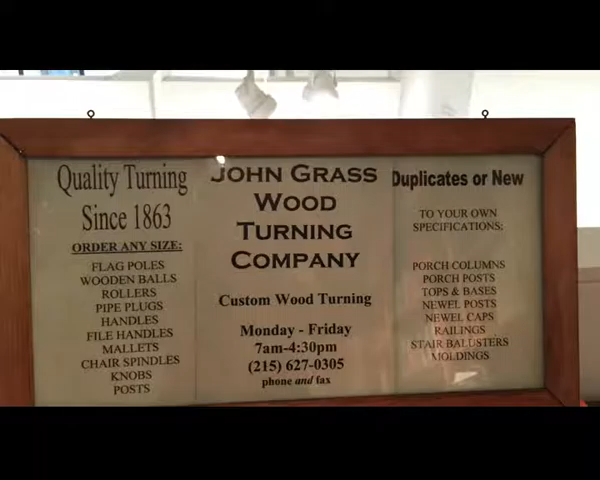 Quality Turning
Since 1863
ORDER ANY SIZE:
FLAG POLES
WOODEN BALLS
ROLLERS
PIPE PLUGS
HANDLES
FILE HANDLES
MALLETS
CHAIR SPINDLES
KNOBS
POSTS
JOHN GRASS
WOOD
TURNING
COMPANY
Custom Wood Turning
Monday - Friday
7am-4:30pm
(215) 627-0305
phone and fax
Duplicates or New
TO YOUR OWN
SPECIFICATIONS:
PORCH COLUMNS
PORCH POSTS
TOPS & BASES
NEWEL POSTS
NEWEL CAPS
RAILINGS
STAIR BALUSTERS
MOLDINGS